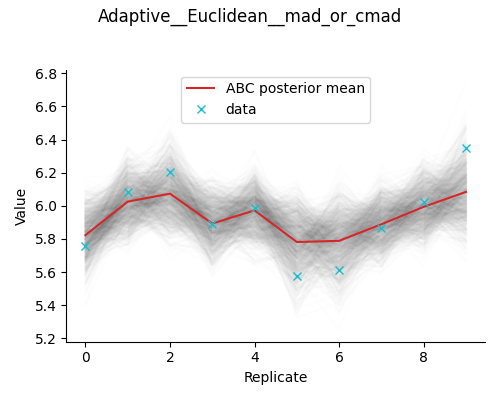 Adaptive__Euclidean__mad_or_cmad
ABC posterior mean
data
Value
6.8
6.6
6.4
6.2
6.0
5.8
5.6
5.4
5.2
0 2 4 6 8
Replicate